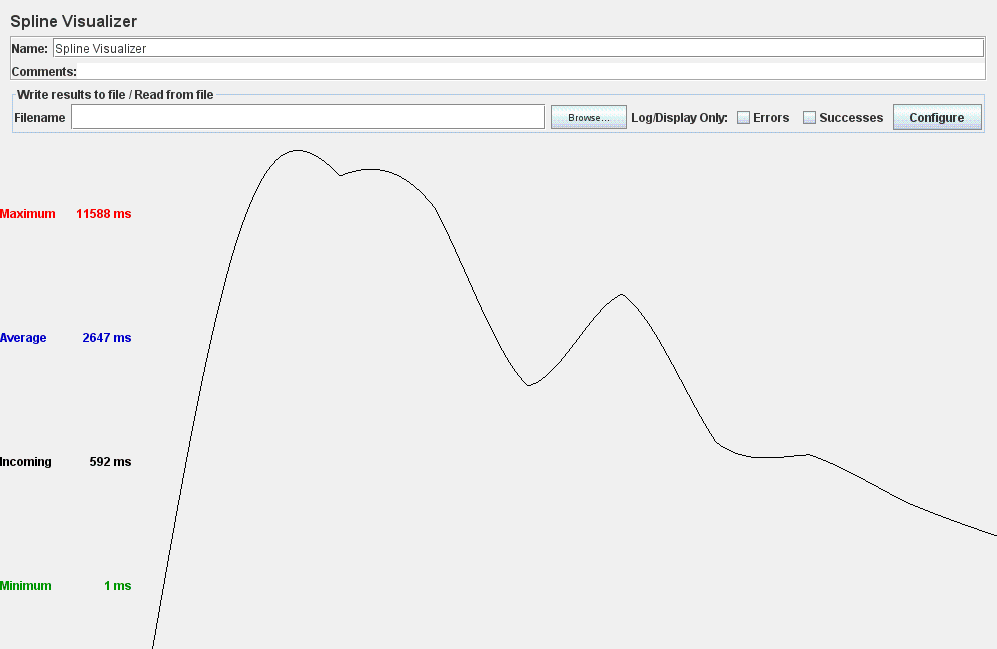 Spline Visualizer
Name: Spline Visualizer
Comments:
Write results to file / Read from file
Filename Browse... Log/Display Only: Errors Successes Configure
Maximum 11588 ms
Average 2647 ms
Incoming 592 ms
Minimum 1 ms